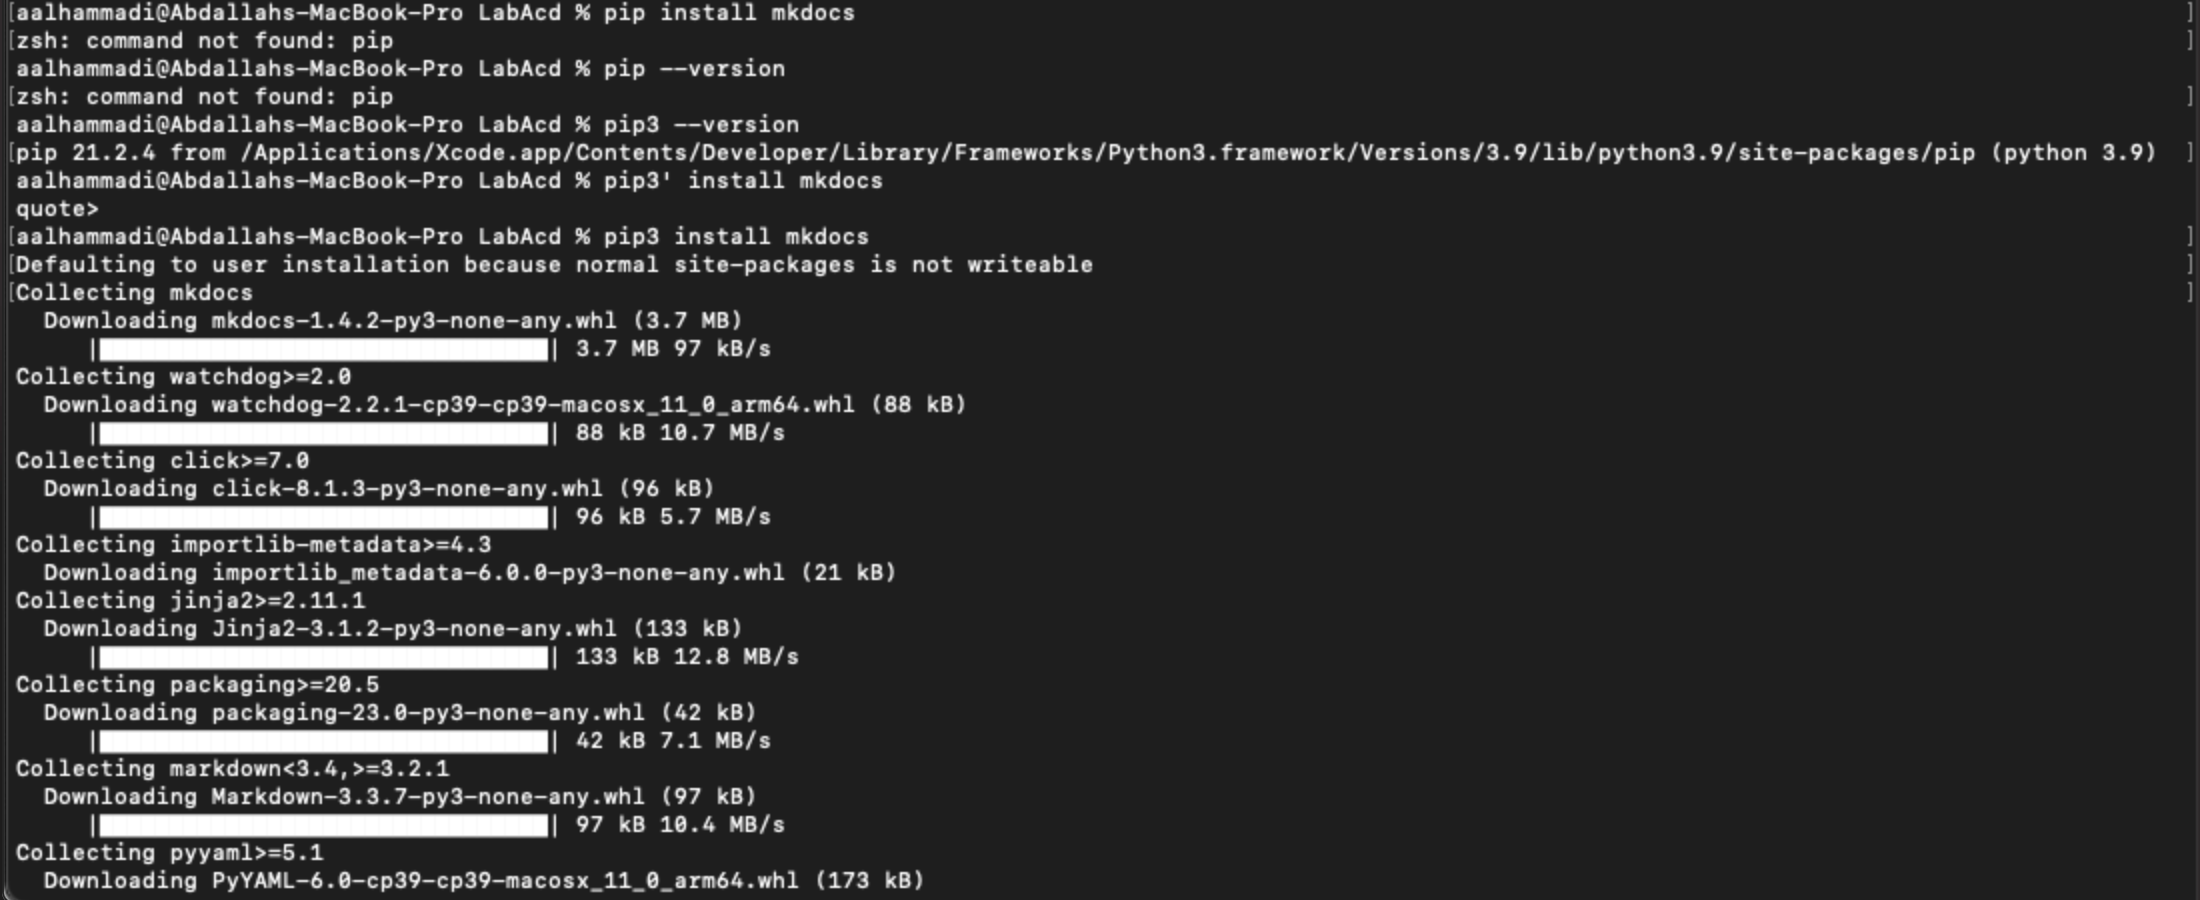 [aalhammadi@Abdallahs-MacBook-Pro LabAcd % pip install mkdocs ]
[zsh: command not found: pip ]
aalhammadi@Abdallahs-MacBook-Pro LabAcd % pip --version
[zsh: command not found: pip ]
aalhammadi@Abdallahs-MacBook-Pro LabAcd % pip3 --version
[pip 21.2.4 from /Applications/Xcode.app/Contents/Developer/Library/Frameworks/Python3.framework/Versions/3.9/lib/python3.9/site-packages/pip (python 3.9) ]
aalhammadi@Abdallahs-MacBook-Pro LabAcd % pip3' install mkdocs
quote>
[aalhammadi@Abdallahs-MacBook-Pro LabAcd % pip3 install mkdocs ]
[Defaulting to user installation because normal site-packages is not writeable ]
[Collecting mkdocs ]
Downloading mkdocs-1.4.2-py3-none-any.whl (3.7 MB)
|████████████████████████████████| 3.7 MB 97 kB/s
Collecting watchdog>=2.0
Downloading watchdog-2.2.1-cp39-cp39-macosx_11_0_arm64.whl (88 kB)
|████████████████████████████████| 88 kB 10.7 MB/s
Collecting click>=7.0
Downloading click-8.1.3-py3-none-any.whl (96 kB)
|████████████████████████████████| 96 kB 5.7 MB/s
Collecting importlib-metadata>=4.3
Downloading importlib_metadata-6.0.0-py3-none-any.whl (21 kB)
Collecting jinja2>=2.11.1
Downloading Jinja2-3.1.2-py3-none-any.whl (133 kB)
|████████████████████████████████| 133 kB 12.8 MB/s
Collecting packaging>=20.5
Downloading packaging-23.0-py3-none-any.whl (42 kB)
|████████████████████████████████| 42 kB 7.1 MB/s
Collecting markdown<3.4,>=3.2.1
Downloading Markdown-3.3.7-py3-none-any.whl (97 kB)
|████████████████████████████████| 97 kB 10.4 MB/s
Collecting pyyaml>=5.1
Downloading PyYAML-6.0-cp39-cp39-macosx_11_0_arm64.whl (173 kB)